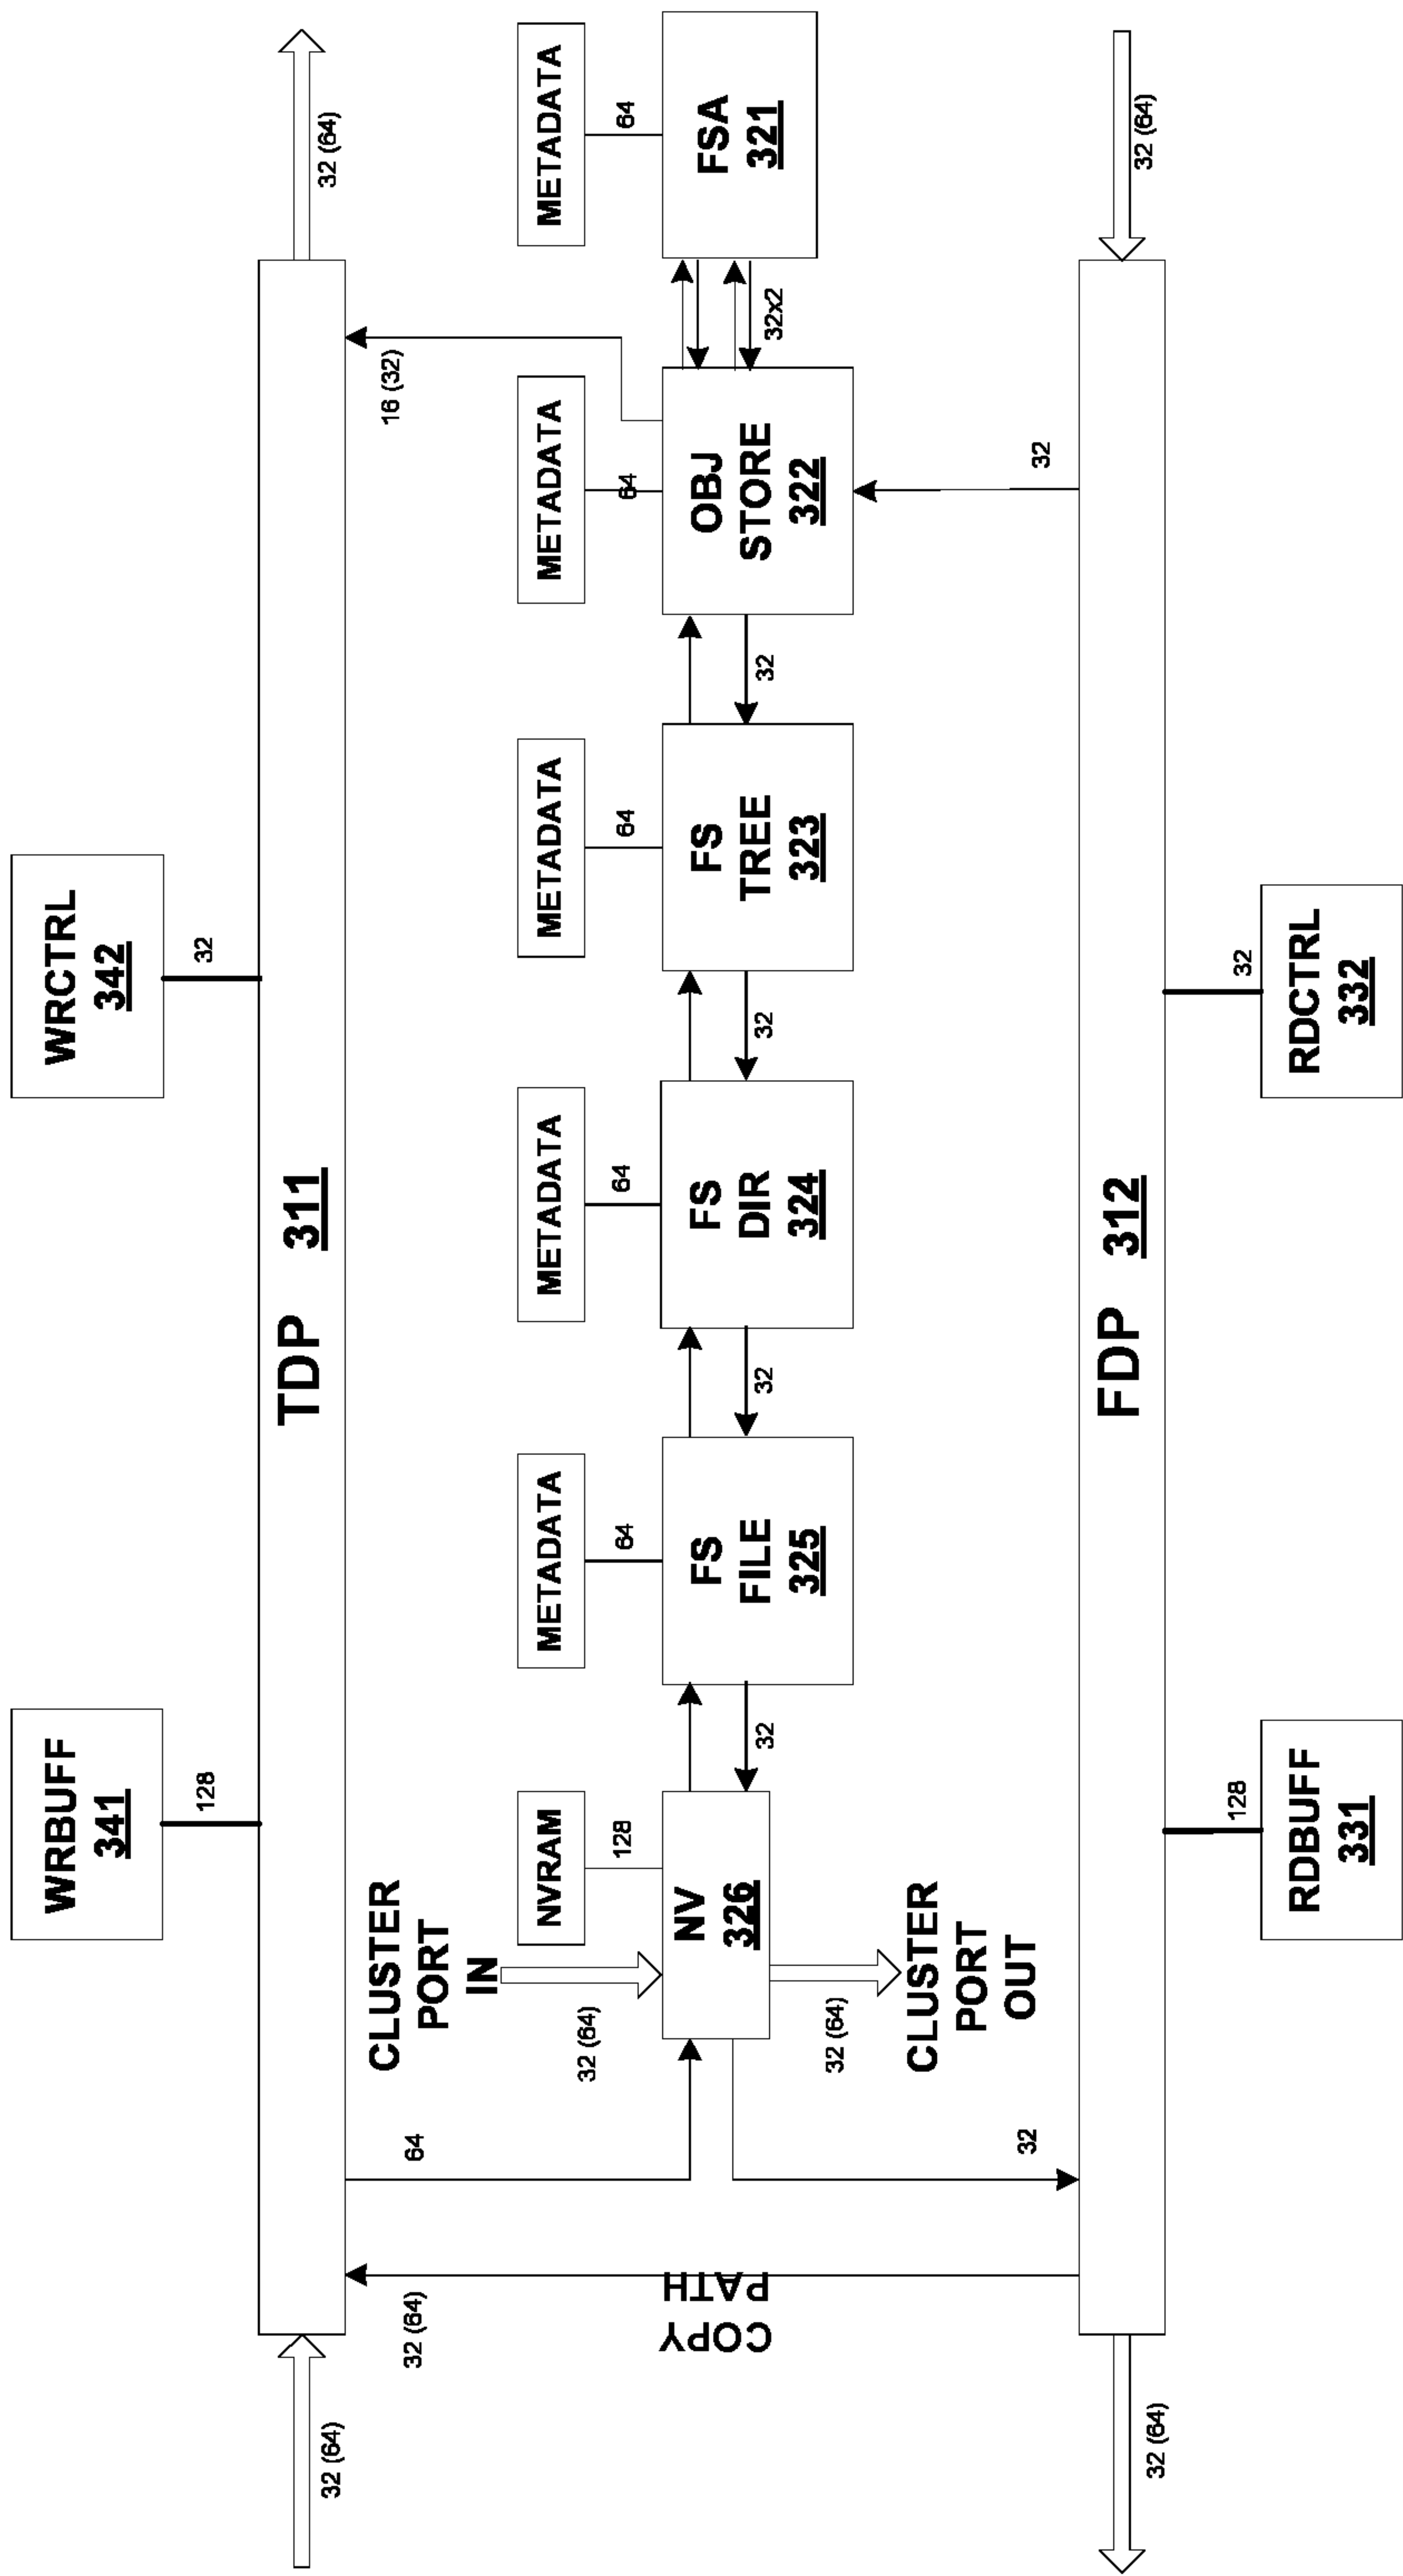 WRBUFF
341
WRCTRL
342
128
32
32 (64)
TDP 311
32 (64)
32 (64)
64
CLUSTER
PORT
IN
16 (32)
32 (64)
NVRAM
METADATA
METADATA
METADATA
METADATA
METADATA
128
64
64
64
64
64
NV
326
FS
FILE
325
FS
DIR
324
FS
TREE
323
OBJ
STORE
322
FSA
321
32
32
32
32
32x2
COPY
PATH
32 (64)
CLUSTER
PORT
OUT
32
32
32 (64)
FDP 312
32 (64)
128
32
RDBUFF
331
RDCTRL
332